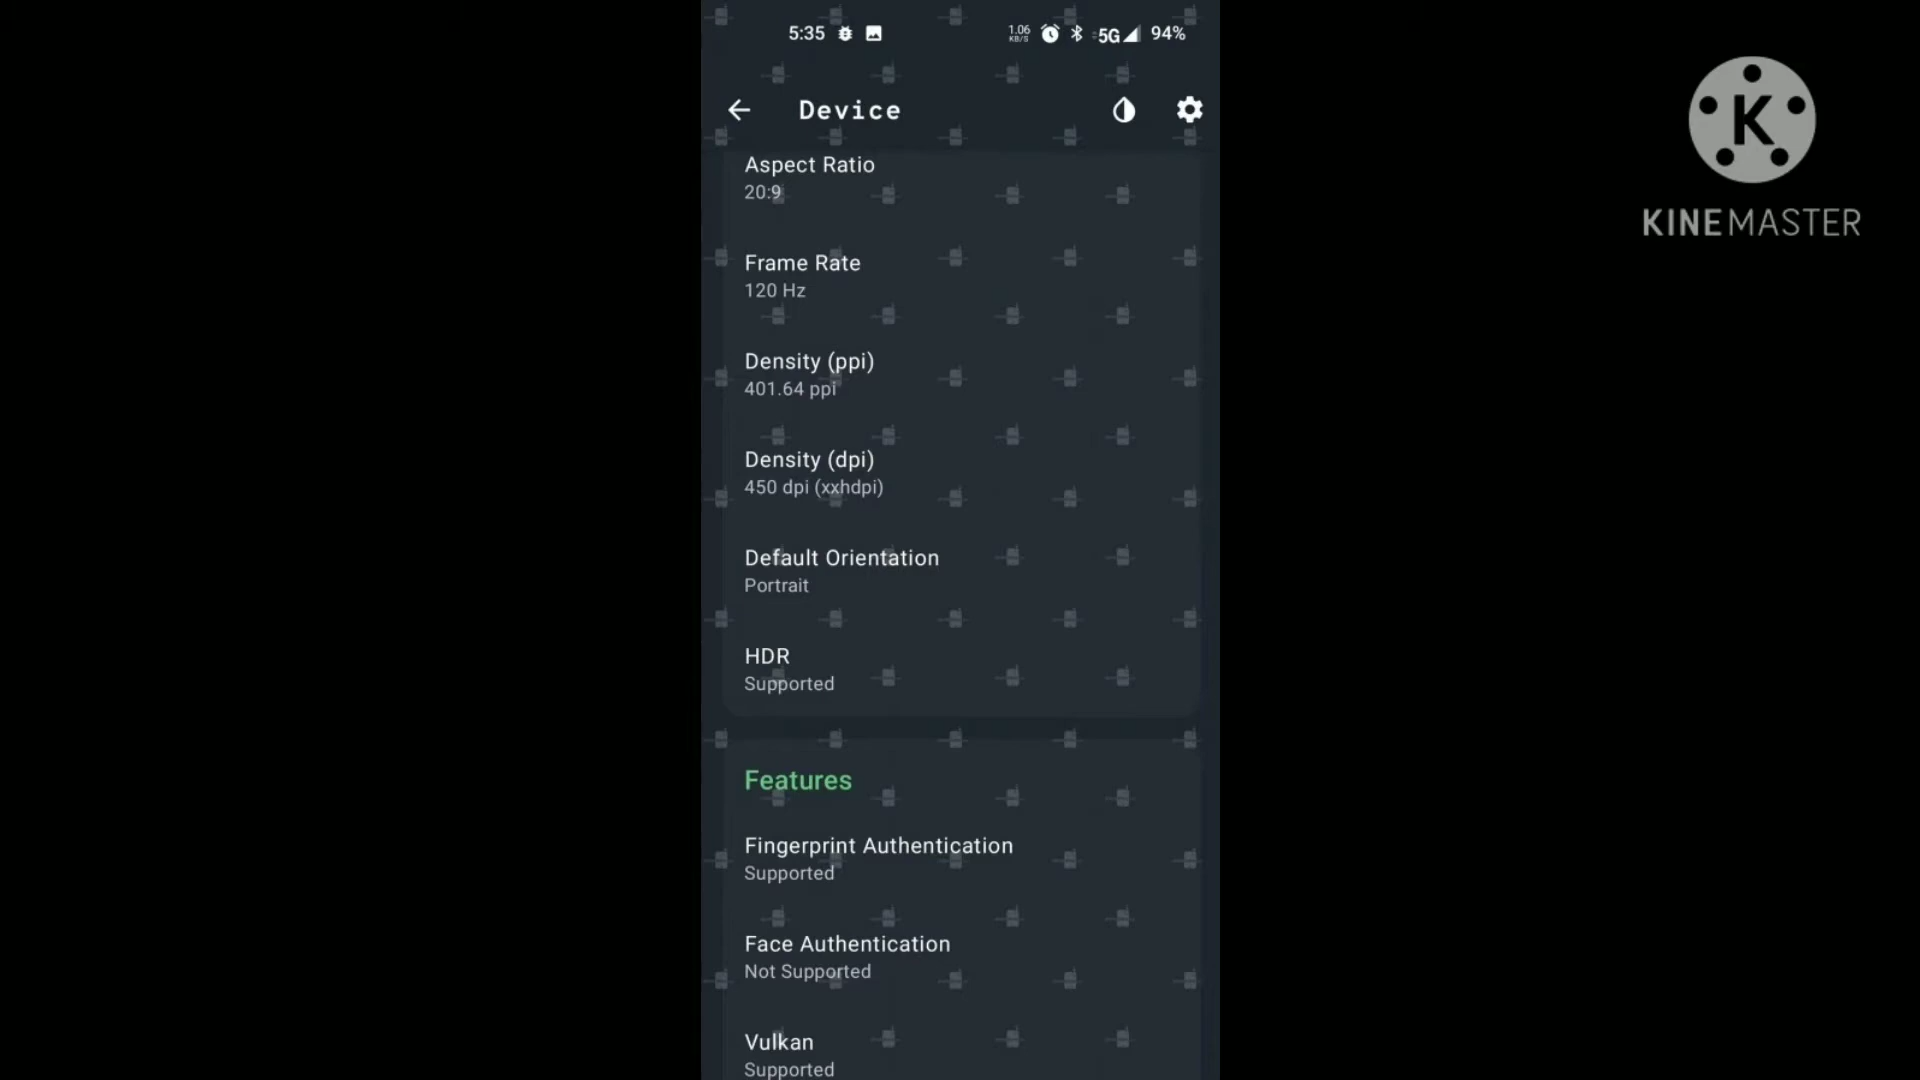 5:35 1.06 KB/S 5G 94%
Device
Aspect Ratio
20:9
Frame Rate
120 Hz
Density (ppi)
401.64 ppi
Density (dpi)
450 dpi (xxhdpi)
Default Orientation
Portrait
HDR
Supported
Features
Fingerprint Authentication
Supported
Face Authentication
Not Supported
Vulkan
Supported
K
KINEMASTER